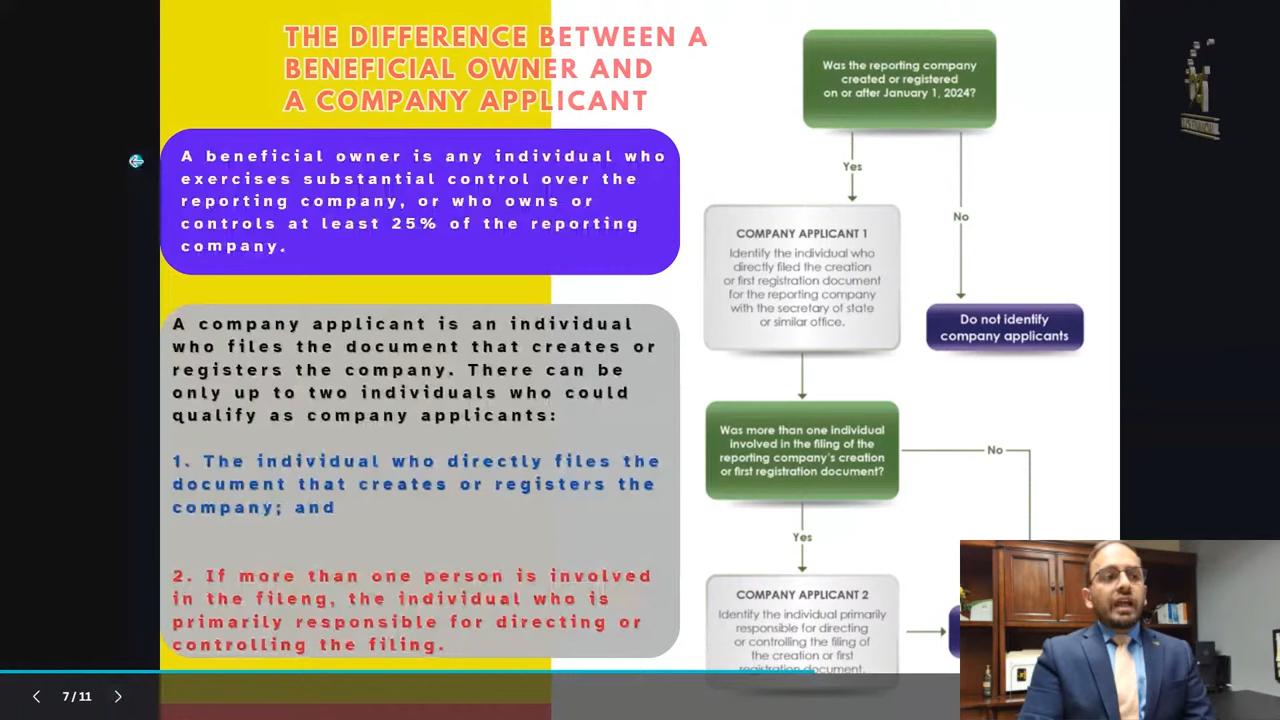 THE DIFFERENCE BETWEEN A
BENEFICIAL OWNER AND
A COMPANY APPLICANT
A beneficial owner is any individual who
exercises substantial control over the
reporting company, or who owns or
controls at least 25% of the reporting
company.
A company applicant is an individual
who files the document that creates or
registers the company. There can be
only up to two individuals who could
qualify as company applicants:
1. The individual who directly files the
document that creates or registers the
company; and
2. If more than one person is involved
in the fileng, the individual who is
primarily responsible for directing or
controlling the filing.
Was the reporting company
created or registered
on or after January 1, 2024?
Yes
No
COMPANY APPLICANT 1
Identify the individual who
directly filed the creation
or first registration document
for the reporting company
with the secretary of state
or similar office.
Do not identify
company applicants
Was more than one individual
involved in the filing of the
reporting company's creation
or first registration document?
No
Yes
COMPANY APPLICANT 2
Identify the individual primarily
responsible for directing
or controlling the filing of
the creation or first
registration document.
7 / 11